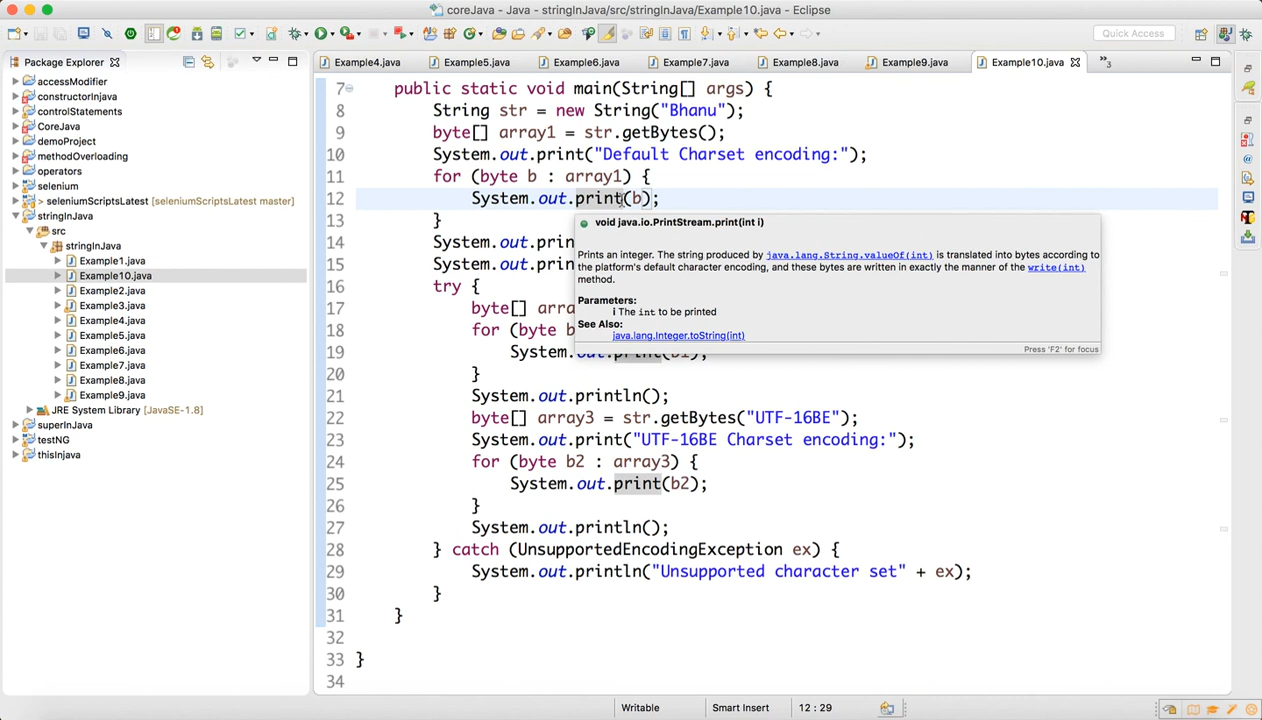 coreJava - Java - stringInJava/src/stringInJava/Example10.java - Eclipse
Quick Access
Package Explorer
Example4.java
Example5.java
Example6.java
Example7.java
Example8.java
Example9.java
Example10.java
3
accessModifier
constructorInjava
controlStatements
CoreJava
demoProject
methodOverloading
operators
selenium
> seleniumScriptsLatest [seleniumScriptsLatest master]
stringInJava
src
stringInJava
Example1.java
Example10.java
Example2.java
Example3.java
Example4.java
Example5.java
Example6.java
Example7.java
Example8.java
Example9.java
JRE System Library [JavaSE-1.8]
superInJava
testNG
thisInjava
7 public static void main(String[] args) {
8 String str = new String("Bhanu");
9 byte[] array1 = str.getBytes();
10 System.out.print("Default Charset encoding:");
11 for (byte b : array1) {
12 System.out.print(b);
13 }
14 System.out.prin
15 System.out.prin
16 try {
17 byte[] arra
18 for (byte b
19 System.out.print(b1);
20 }
21 System.out.println();
22 byte[] array3 = str.getBytes("UTF-16BE");
23 System.out.print("UTF-16BE Charset encoding:");
24 for (byte b2 : array3) {
25 System.out.print(b2);
26 }
27 System.out.println();
28 } catch (UnsupportedEncodingException ex) {
29 System.out.println("Unsupported character set" + ex);
30 }
31 }
32
33 }
34
void java.io.PrintStream.print(int i)
Prints an integer. The string produced by java.lang.String.valueOf(int) is translated into bytes according to
the platform's default character encoding, and these bytes are written in exactly the manner of the write(int)
method.
Parameters:
i The int to be printed
See Also:
java.lang.Integer.toString(int)
Press 'F2' for focus
Writable
Smart Insert
12 : 29